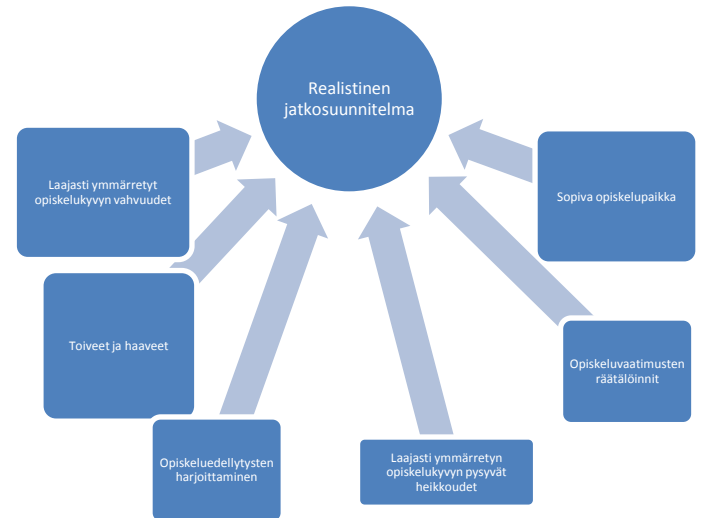 Realistinen
jatkosuunnitelma
Laajasti ymmärretyt
opiskelukyvyn vahvuudet
Sopiva opiskelupaikka
Toiveet ja haaveet
Opiskeluvaatimusten
räätälöinnit
Opiskeluedellytysten
harjoittaminen
Laajasti ymmärretyn
opiskelukyvyn pysyvät
heikkoudet